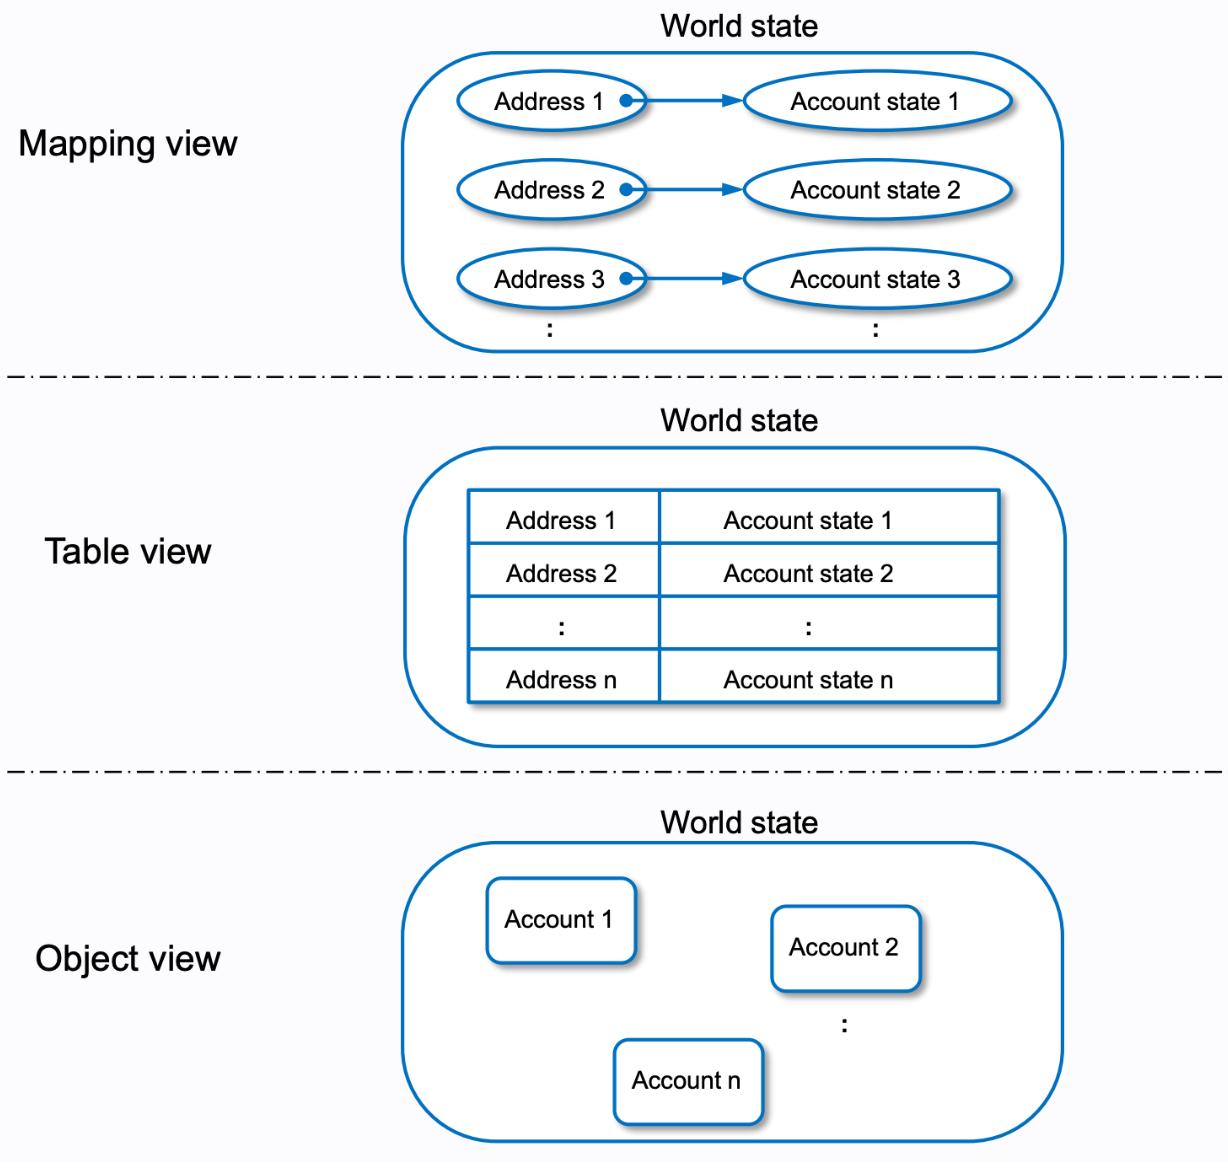 World state
Mapping view
Address 1 Account state 1
Address 2 Account state 2
Address 3 Account state 3
: :
World state
Table view
Address 1 Account state 1
Address 2 Account state 2
: :
Address n Account state n
World state
Object view
Account 1
Account 2
:
Account n